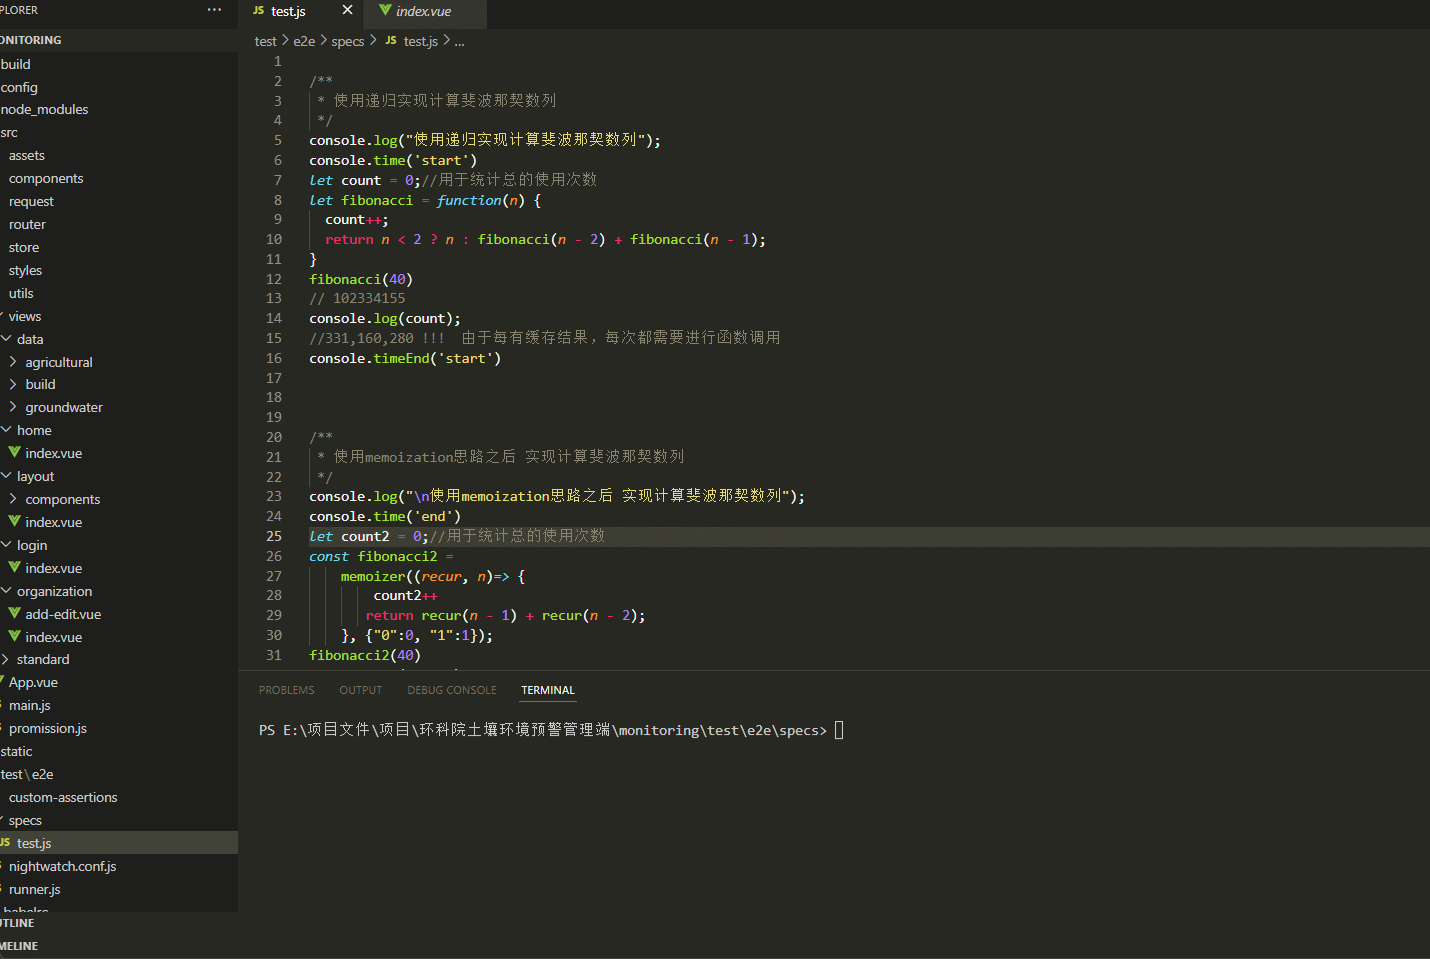 PLORER ···
ONITORING
build
config
node_modules
src
assets
components
request
router
store
styles
utils
views
data
agricultural
build
groundwater
home
index.vue
layout
components
index.vue
login
index.vue
organization
add-edit.vue
index.vue
standard
App.vue
main.js
promission.js
static
test\e2e
custom-assertions
specs
JS test.js
nightwatch.conf.js
runner.js
babelrc
UTLINE
MELINE
JS test.js × index.vue
test > e2e > specs > JS test.js > ...
1
2 /**
3 * 使用递归实现计算斐波那契数列
4 */
5 console.log("使用递归实现计算斐波那契数列");
6 console.time('start')
7 let count = 0;//用于统计总的使用次数
8 let fibonacci = function(n) {
9 count++;
10 return n < 2 ? n : fibonacci(n - 2) + fibonacci(n - 1);
11 }
12 fibonacci(40)
13 // 102334155
14 console.log(count);
15 //331,160,280 !!! 由于每有缓存结果，每次都需要进行函数调用
16 console.timeEnd('start')
17
18
19
20 /**
21 * 使用memoization思路之后 实现计算斐波那契数列
22 */
23 console.log("\n使用memoization思路之后 实现计算斐波那契数列");
24 console.time('end')
25 let count2 = 0;//用于统计总的使用次数
26 const fibonacci2 =
27 memoizer((recur, n)=> {
28 count2++
29 return recur(n - 1) + recur(n - 2);
30 }, {"0":0, "1":1});
31 fibonacci2(40)
PROBLEMS OUTPUT DEBUG CONSOLE TERMINAL
PS E:\项目文件\项目\环科院土壤环境预警管理端\monitoring\test\e2e\specs>